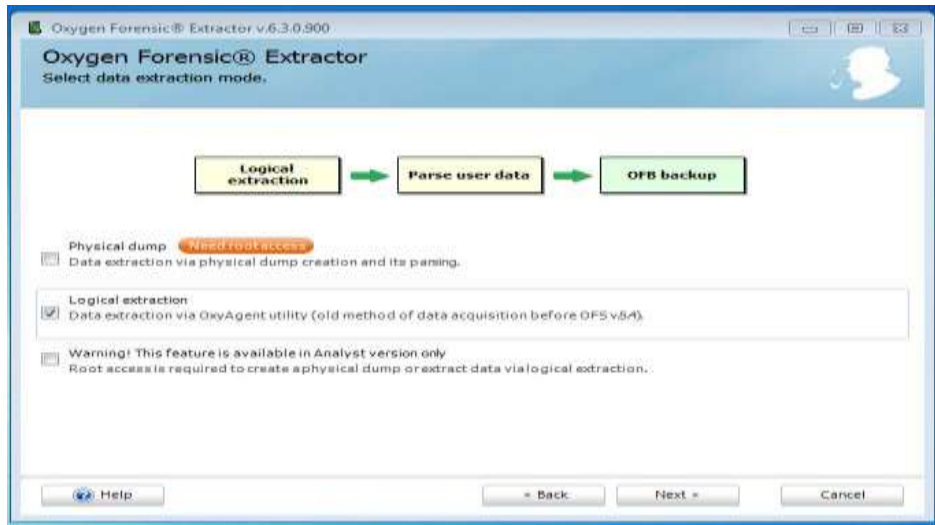 Oxygen Forensic® Extractor v.6.3.0.900
Oxygen Forensic® Extractor
Select data extraction mode.
Logical
extraction
Parse user data
OFB backup
Physical dump Need root access
Data extraction via physical dump creation and its parsing.
Logical extraction
Data extraction via OxyAgent utility (old method of data acquisition before OFS v.5.4).
Warning! This feature is available in Analyst version only
Root access is required to create a physical dump or extract data via logical extraction.
Help
< Back
Next >
Cancel